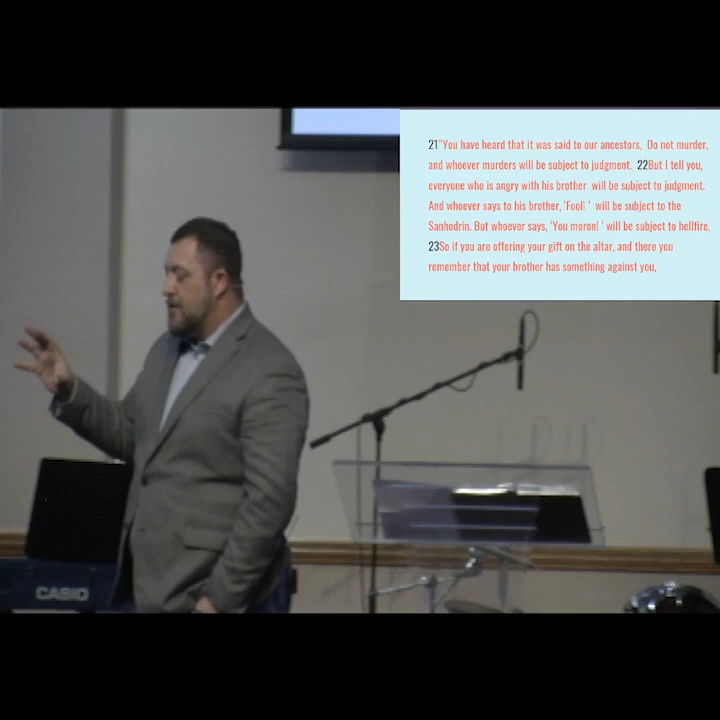 21"You have heard that it was said to our ancestors,  Do not murder,
and whoever murders will be subject to judgment.  22But I tell you,
everyone who is angry with his brother  will be subject to judgment.
And whoever says to his brother, 'Fool! '  will be subject to the
Sanhedrin. But whoever says, 'You moron! ' will be subject to hellfire.
23So if you are offering your gift on the altar, and there you
remember that your brother has something against you,
CASIO